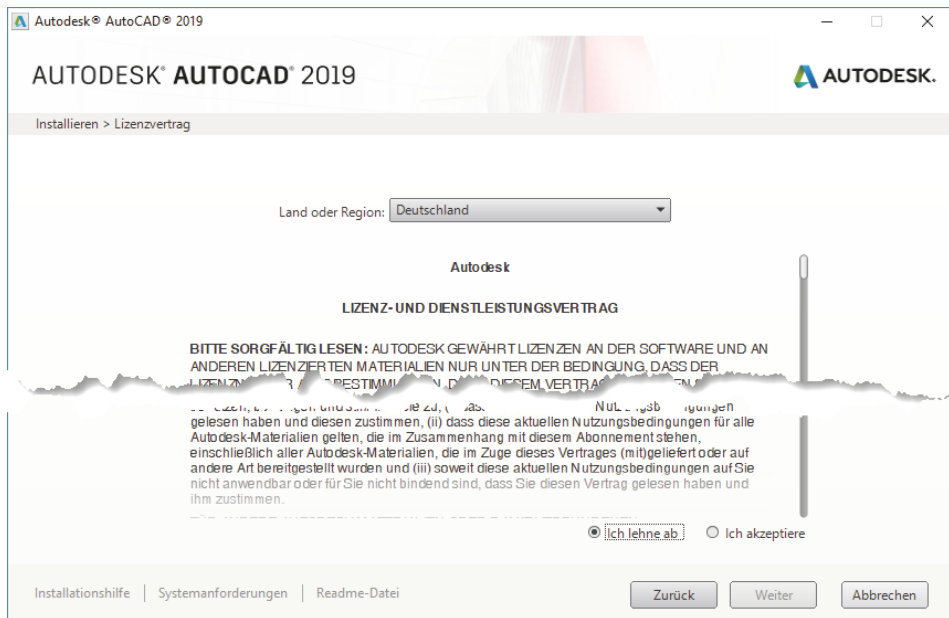 Autodesk® AutoCAD® 2019
AUTODESK® AUTOCAD® 2019
AUTODESK.
Installieren > Lizenzvertrag
Land oder Region: Deutschland
Autodesk
LIZENZ- UND DIENSTLEISTUNGSVERTRAG
BITTE SORGFÄLTIG LESEN: AUTODESK GEWÄHRT LIZENZEN AN DER SOFTWARE UND AN
ANDEREN LIZENZIERTEN MATERIALIEN NUR UNTER DER BEDINGUNG, DASS DER
gelesen haben und diesen zustimmen, (ii) dass diese aktuellen Nutzungsbedingungen für alle
Autodesk-Materialien gelten, die im Zusammenhang mit diesem Abonnement stehen,
einschließlich aller Autodesk-Materialien, die im Zuge dieses Vertrages (mit)geliefert oder auf
andere Art bereitgestellt wurden und (iii) soweit diese aktuellen Nutzungsbedingungen auf Sie
nicht anwendbar oder für Sie nicht bindend sind, dass Sie diesen Vertrag gelesen haben und
ihm zustimmen.
Ich lehne ab Ich akzeptiere
Installationshilfe Systemanforderungen Readme-Datei Zurück Weiter Abbrechen